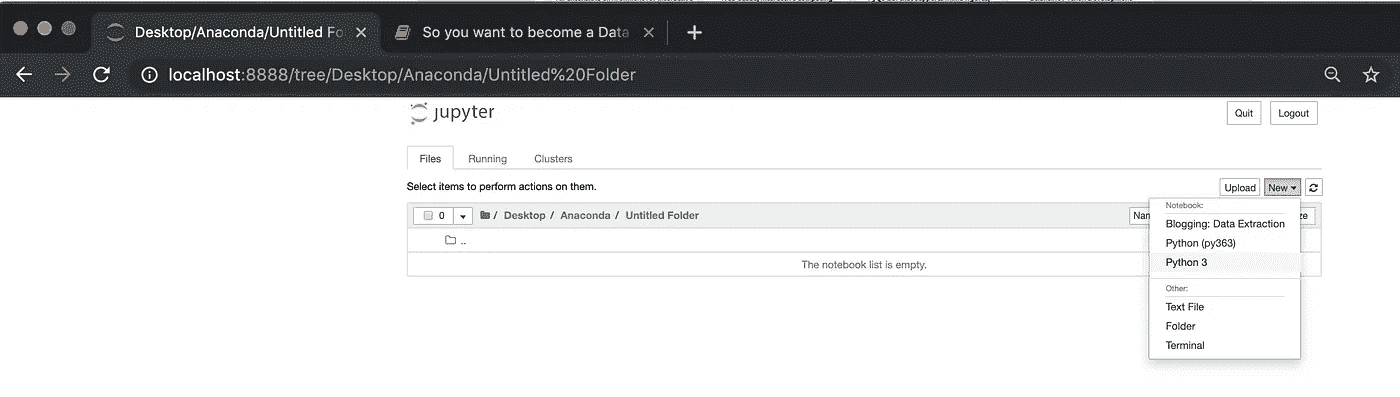 Desktop/Anaconda/Untitled Fo
So you want to become a Data
localhost:8888/tree/Desktop/Anaconda/Untitled%20Folder
jupyter
Quit Logout
Files Running Clusters
Select items to perform actions on them.
Upload New
0 / Desktop / Anaconda / Untitled Folder
Notebook:
Blogging: Data Extraction
Python (py363)
Python 3
..
The notebook list is empty.
Other:
Text File
Folder
Terminal